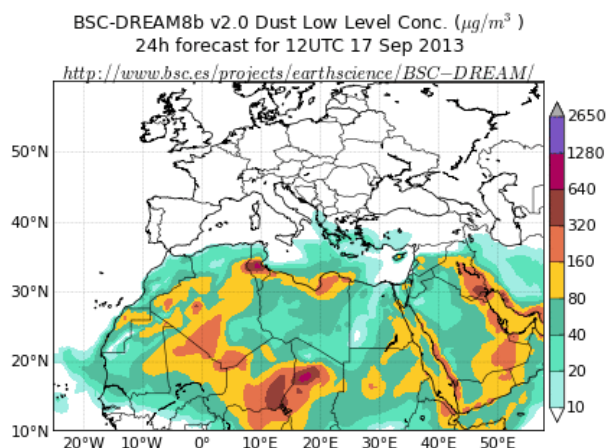 BSC-DREAM8b v2.0 Dust Low Level Conc. (μg/m³ )
24h forecast for 12UTC 17 Sep 2013
http://www.bsc.es/projects/earthscience/BSC−DREAM/
2650
1280
640
320
160
80
40
20
10
50°N
40°N
30°N
20°N
10°N
20°W
10°W
0°
10°E
20°E
30°E
40°E
50°E